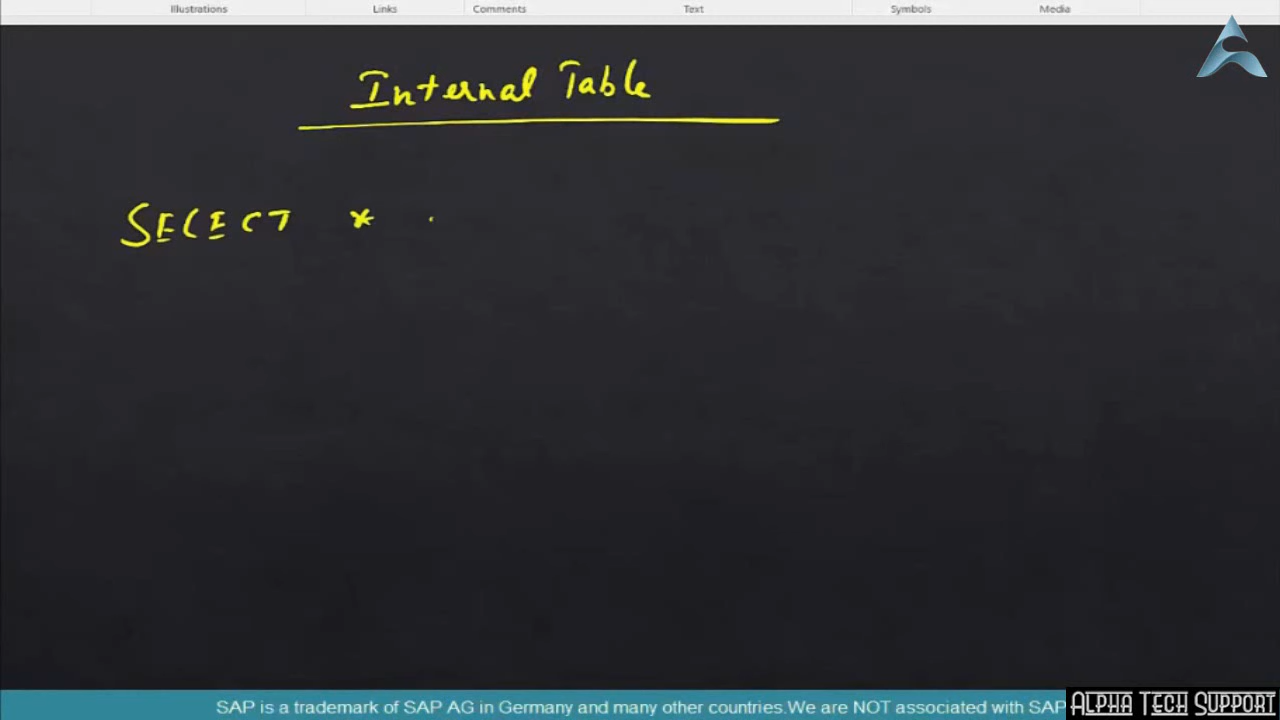 Illustrations Links Comments Text Symbols Media
Internal Table
SELECT *
SAP is a trademark of SAP AG in Germany and many other countries.We are NOT associated with SAP
ALPHA TECH SUPPORT